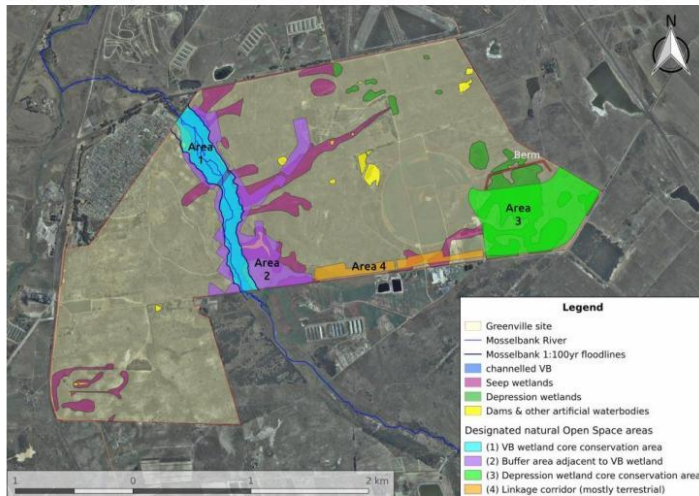 N
Area
1
Berm
Area
3
Area
2
Area 4
Legend
Greenville site
Mosselbank River
Mosselbank 1:100yr floodlines
channelled VB
Seep wetlands
Depression wetlands
Dams & other artificial waterbodies
Designated natural Open Space areas
(1) VB wetland core conservation area
(2) Buffer area adjacent to VB wetland
(3) Depression wetland core conservation area
(4) Linkage corridor (mostly terrestrial)
1 0 1 2 km